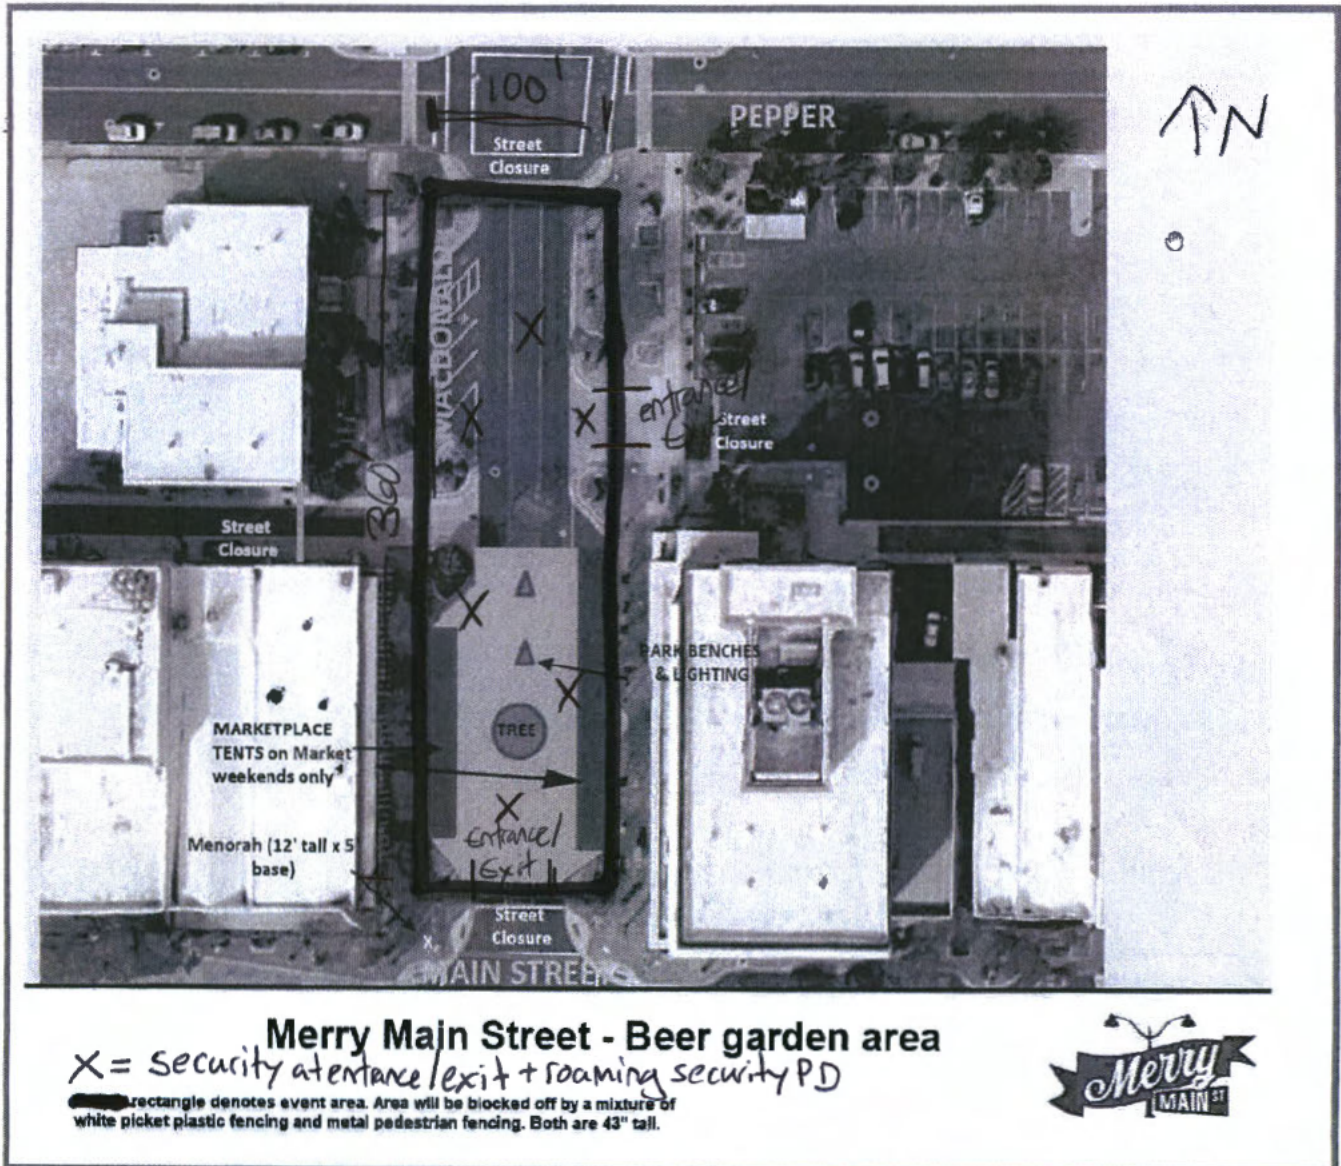 100'
PEPPER
↑N
Street
Closure
MACDONALD
X
X
X
entrance/
Exit
Street
Closure
360'
Street
Closure
X
PARK BENCHES
& LIGHTING
X
MARKETPLACE
TENTS on Market
weekends only*
TREE
X
Menorah (12' tall x 5
base)
Entrance/
Exit
X
Street
Closure
MAIN STREET
Merry Main Street - Beer garden area
X = security at entance/exit + roaming security PD
rectangle denotes event area. Area will be blocked off by a mixture of
white picket plastic fencing and metal pedestrian fencing. Both are 43" tall.
Merry
MAIN ST